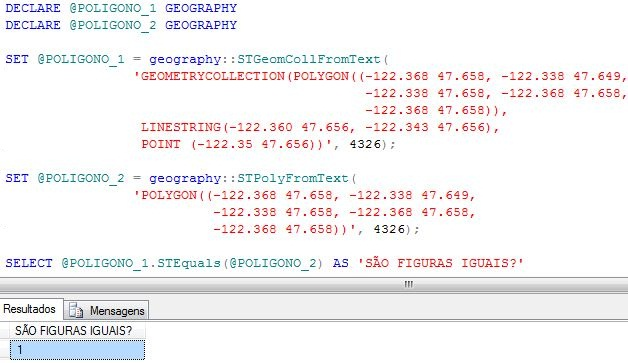 DECLARE @POLIGONO_1 GEOGRAPHY
DECLARE @POLIGONO_2 GEOGRAPHY
SET @POLIGONO_1 = geography::STGeomCollFromText(
'GEOMETRYCOLLECTION(POLYGON((-122.368 47.658, -122.338 47.649,
-122.338 47.658, -122.368 47.658,
-122.368 47.658)),
LINESTRING(-122.360 47.656, -122.343 47.656),
POINT (-122.35 47.656))', 4326);
SET @POLIGONO_2 = geography::STPolyFromText(
'POLYGON((-122.368 47.658, -122.338 47.649,
-122.338 47.658, -122.368 47.658,
-122.368 47.658))', 4326);
SELECT @POLIGONO_1.STEquals(@POLIGONO_2) AS 'SÃO FIGURAS IGUAIS?'
Resultados Mensagens
SÃO FIGURAS IGUAIS?
1